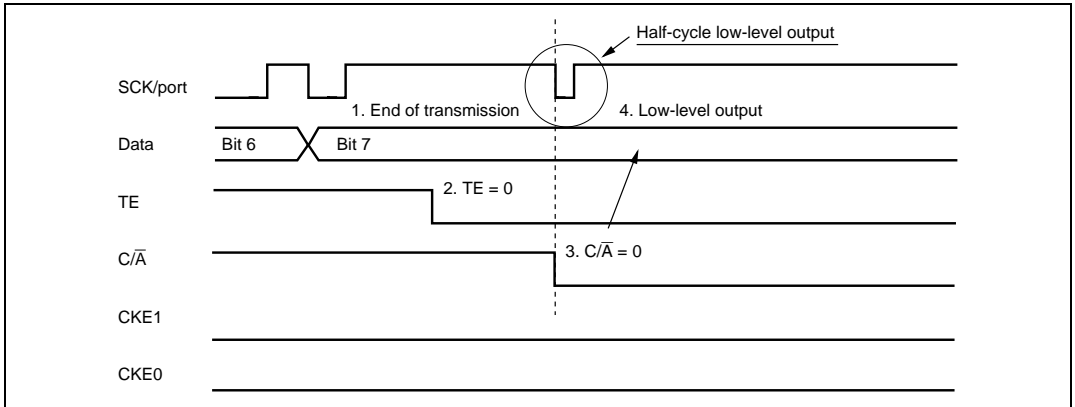 Half-cycle low-level output
SCK/port
1. End of transmission
4. Low-level output
Data
Bit 6
Bit 7
TE
2. TE = 0
C/A̅
3. C/A̅ = 0
CKE1
CKE0